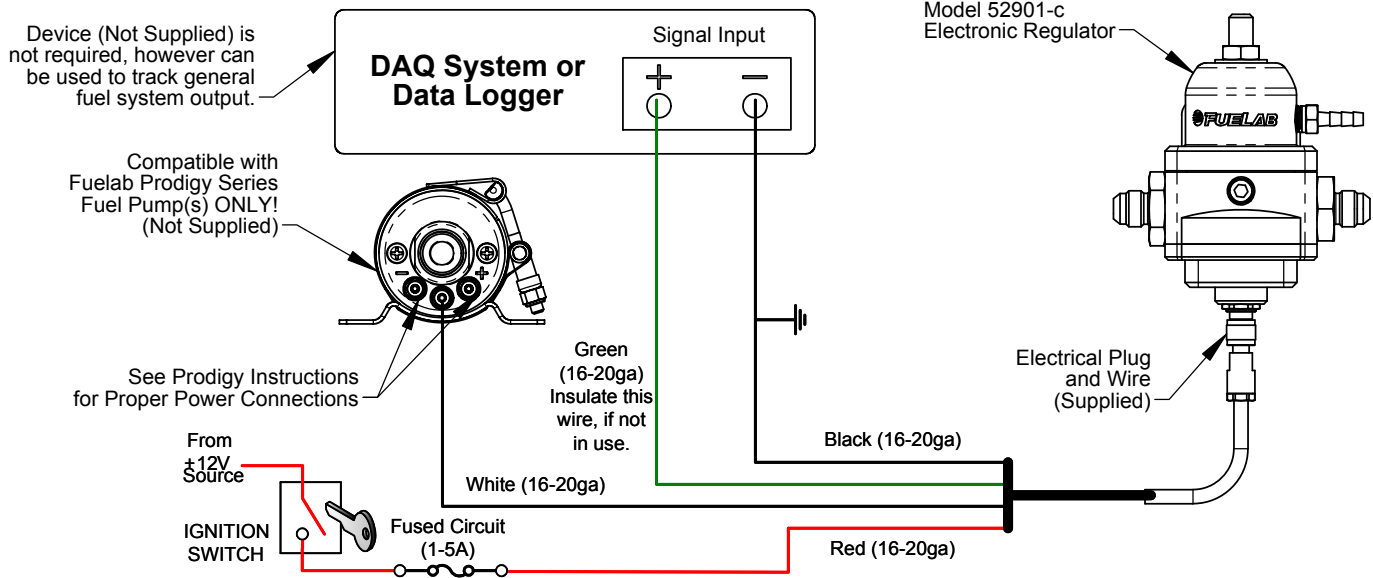 Device (Not Supplied) is
not required, however can
be used to track general
fuel system output.
DAQ System or
Data Logger
Signal Input
+
−
Model 52901-c
Electronic Regulator
FUELAB
Compatible with
Fuelab Prodigy Series
Fuel Pump(s) ONLY!
(Not Supplied)
−
+
See Prodigy Instructions
for Proper Power Connections
Green
(16-20ga)
Insulate this
wire, if not
in use.
Electrical Plug
and Wire
(Supplied)
Black (16-20ga)
From
+12V
Source
White (16-20ga)
IGNITION
SWITCH
Fused Circuit
(1-5A)
Red (16-20ga)